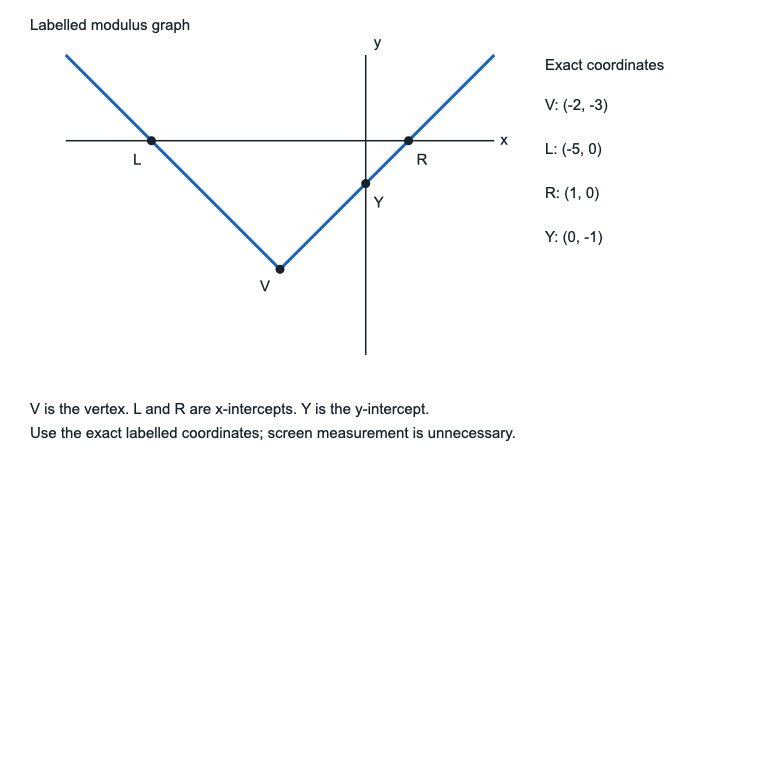 Labelled modulus graph
y
Exact coordinates
V: (-2, -3)
x
L: (-5, 0)
L
R
R: (1, 0)
Y
Y: (0, -1)
V
V is the vertex. L and R are x-intercepts. Y is the y-intercept.
Use the exact labelled coordinates; screen measurement is unnecessary.